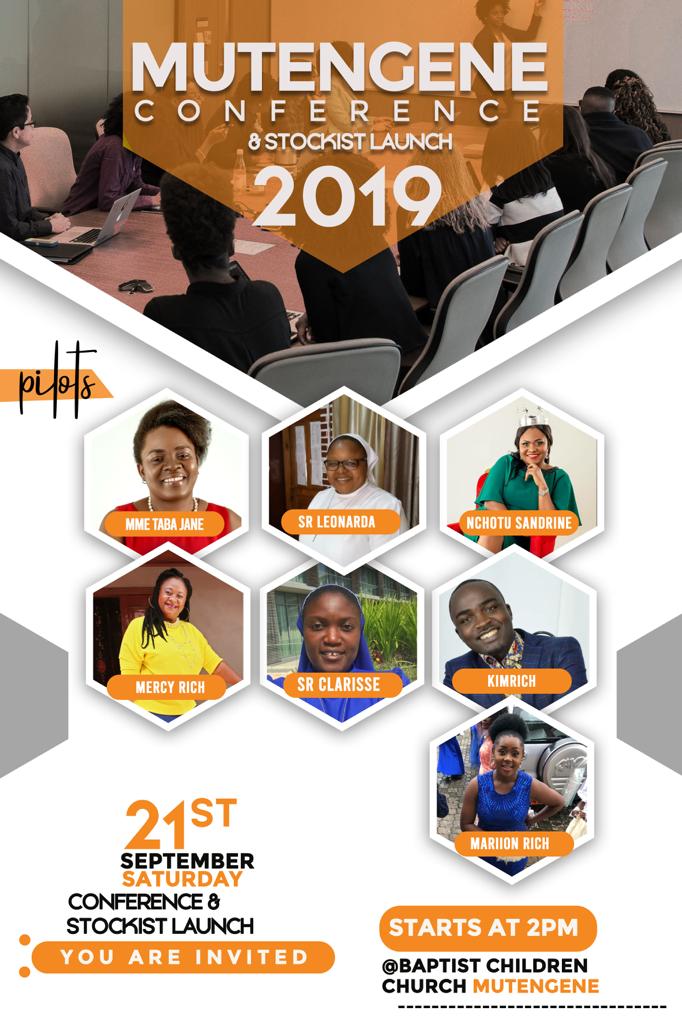 MUTENGENE
CONFERENCE
& STOCKIST LAUNCH
2019
pilots
MME TABA JANE
SR LEONARDA
NCHOTU SANDRINE
MERCY RICH
SR CLARISSE
KIMRICH
MARIION RICH
21ST
SEPTEMBER
SATURDAY
CONFERENCE &
STOCKIST LAUNCH
YOU ARE INVITED
STARTS AT 2PM
@BAPTIST CHILDREN
CHURCH MUTENGENE